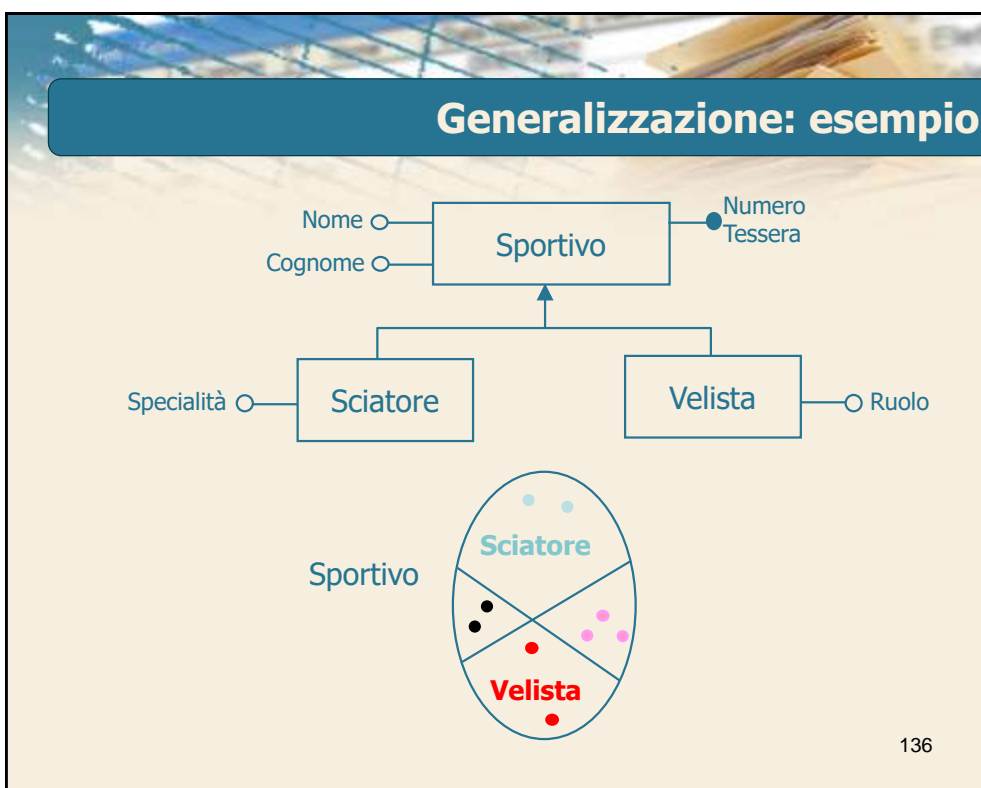 Generalizzazione: esempio
Nome
Numero
Tessera
Sportivo
Cognome
Specialità
Sciatore
Velista
Ruolo
Sciatore
Sportivo
Velista
136